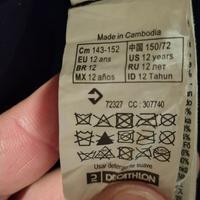 Made in Cambodia
Cm 143-152
中国 150/72
EU 12 ans
US 12 years
BR 12
RU 12 лет
MX 12 años
ID 12 Tahun
72327 CC : 307740
Usar detergente suave
2 DECATHLON